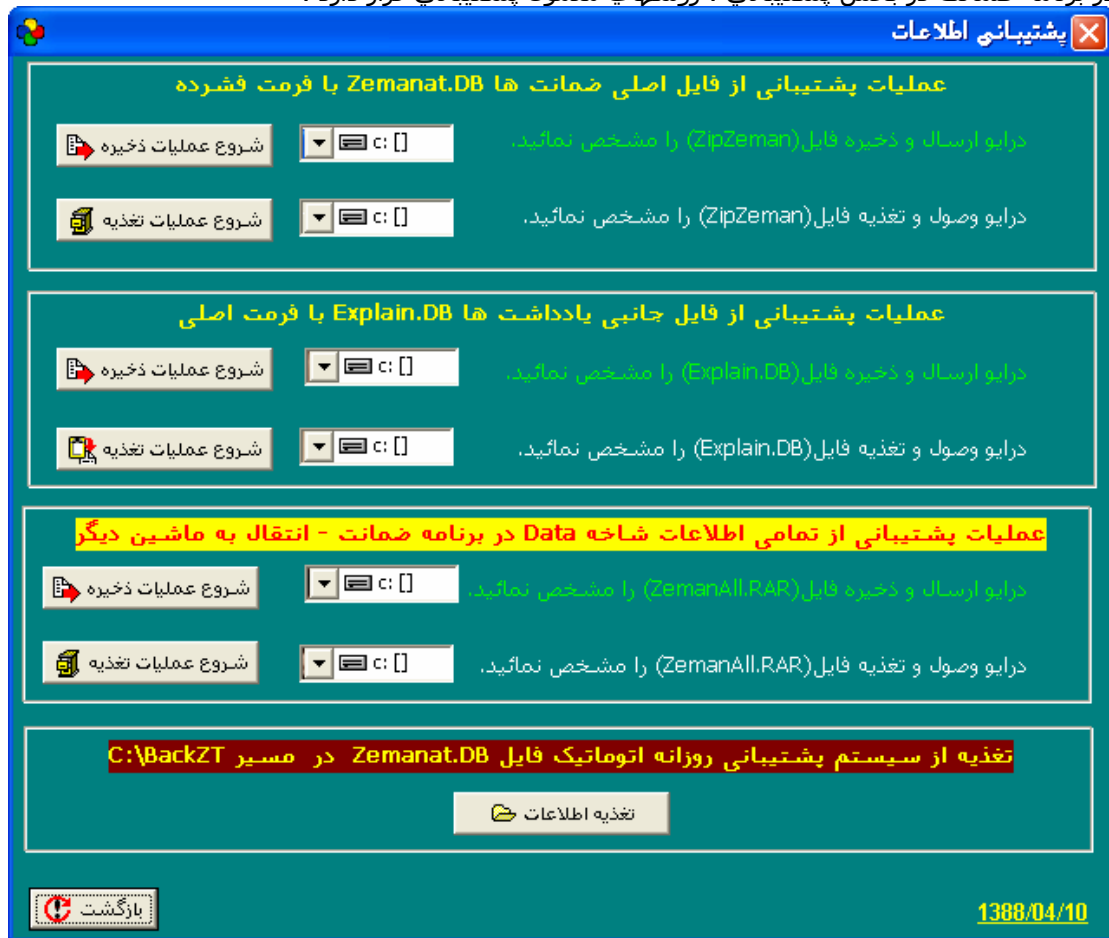 پشتیبانی اطلاعات
عملیات پشتیبانی از فایل اصلی ضمانت ها Zemanat.DB با فرمت فشرده
درایو ارسال و ذخیره فایل(ZipZeman) را مشخص نمائید. c: [] شروع عملیات ذخیره
درایو وصول و تغذیه فایل(ZipZeman) را مشخص نمائید. c: [] شروع عملیات تغذیه
عملیات پشتیبانی از فایل جانبی یادداشت ها Explain.DB با فرمت اصلی
درایو ارسال و ذخیره فایل(Explain.DB) را مشخص نمائید. c: [] شروع عملیات ذخیره
درایو وصول و تغذیه فایل(Explain.DB) را مشخص نمائید. c: [] شروع عملیات تغذیه
عملیات پشتیبانی از تمامی اطلاعات شاخه Data در برنامه ضمانت - انتقال به ماشین دیگر
درایو ارسال و ذخیره فایل(ZemanAll.RAR) را مشخص نمائید. c: [] شروع عملیات ذخیره
درایو وصول و تغذیه فایل(ZemanAll.RAR) را مشخص نمائید. c: [] شروع عملیات تغذیه
تغذیه از سیستم پشتیبانی روزانه اتوماتیک فایل Zemanat.DB در مسیر C:\BackZT
تغذیه اطلاعات
1388/04/10 بازگشت